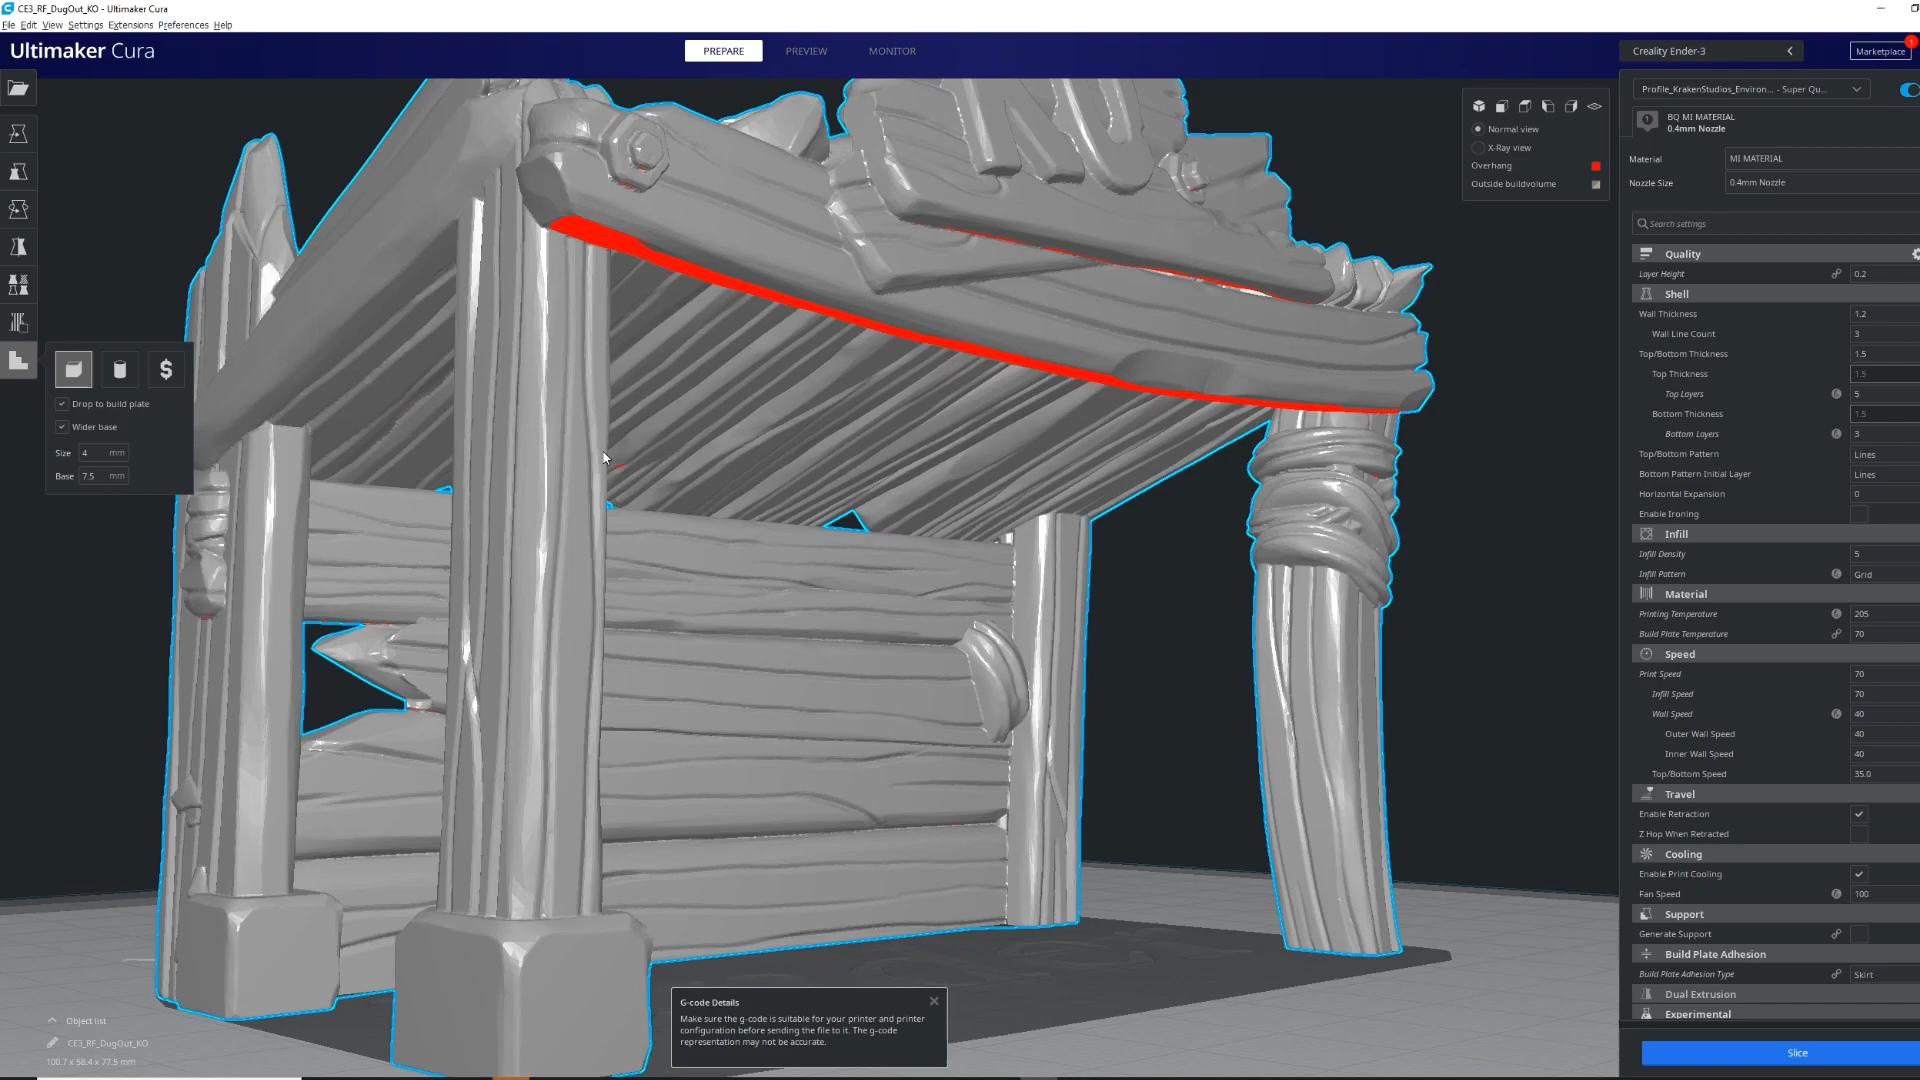 CE3_RF_DugOut_KO - Ultimaker Cura
File Edit View Settings Extensions Preferences Help
Ultimaker Cura
PREPARE
PREVIEW
MONITOR
Creality Ender-3
Marketplace
1
Profile_KrakenStudios_Environ... - Super Qu...
1
BQ MI MATERIAL
0.4mm Nozzle
Material
MI MATERIAL
Nozzle Size
0.4mm Nozzle
Search settings
Normal view
X-Ray view
Overhang
Outside buildvolume
$
Drop to build plate
Wider base
Size 4 mm
Base 7.5 mm
Quality
Layer Height 0.2
Shell
Wall Thickness 1.2
Wall Line Count 3
Top/Bottom Thickness 1.5
Top Thickness 1.5
Top Layers 5
Bottom Thickness 1.5
Bottom Layers 3
Top/Bottom Pattern Lines
Bottom Pattern Initial Layer Lines
Horizontal Expansion 0
Enable Ironing
Infill
Infill Density 5
Infill Pattern Grid
Material
Printing Temperature 205
Build Plate Temperature 70
Speed
Print Speed 70
Infill Speed 70
Wall Speed 40
Outer Wall Speed 40
Inner Wall Speed 40
Top/Bottom Speed 35.0
Travel
Enable Retraction
Z Hop When Retracted
Cooling
Enable Print Cooling
Fan Speed 100
Support
Generate Support
Build Plate Adhesion
Build Plate Adhesion Type Skirt
Dual Extrusion
Experimental
Slice
G-code Details
Make sure the g-code is suitable for your printer and printer
configuration before sending the file to it. The g-code
representation may not be accurate.
Object list
CE3_RF_DugOut_KO
100.7 x 58.4 x 77.5 mm